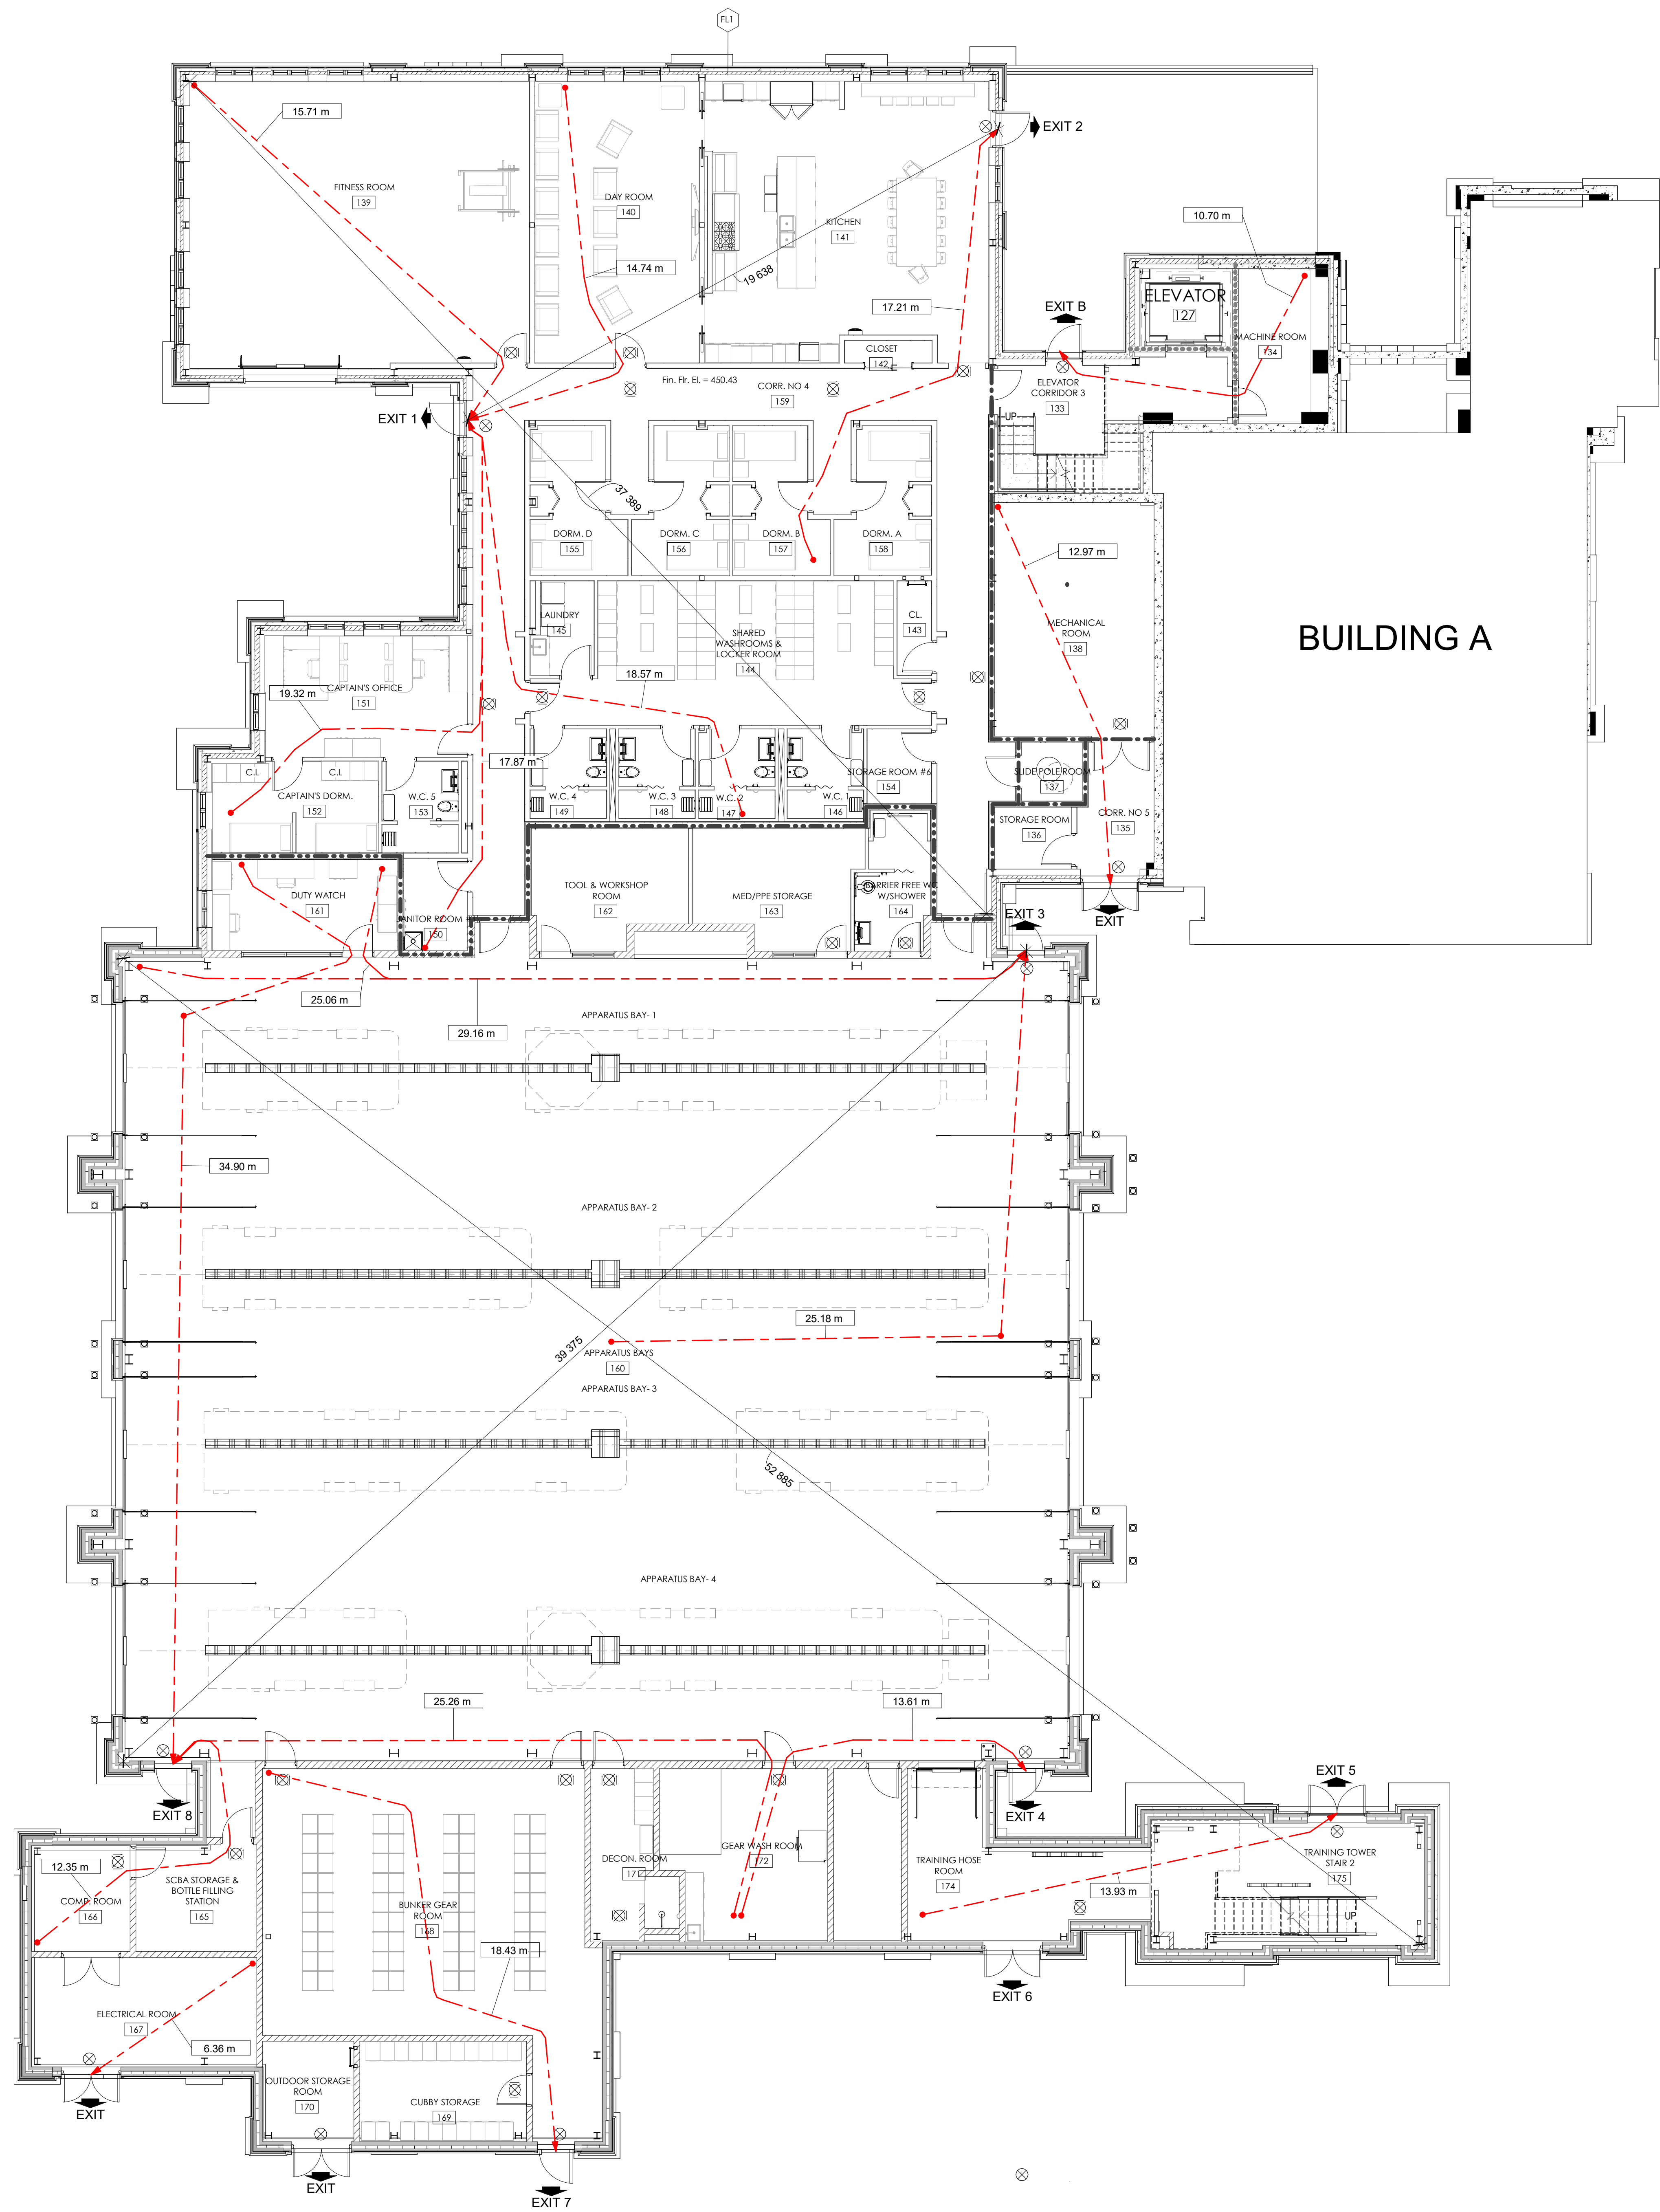 FL1
15.71 m
EXIT 2
FITNESS ROOM
139
DAY ROOM
140
KITCHEN
141
10.70 m
14.74 m
19 638
17.21 m
EXIT B
ELEVATOR
127
MACHINE ROOM
134
CLOSET
142
Fin. Flr. El. = 450.43
CORR. NO 4
159
ELEVATOR
CORRIDOR 3
133
UP
EXIT 1
37 389
DORM. D
155
DORM. C
156
DORM. B
157
DORM. A
158
12.97 m
LAUNDRY
145
CL.
143
SHARED
WASHROOMS &
LOCKER ROOM
144
MECHANICAL
ROOM
138
BUILDING A
18.57 m
CAPTAIN'S OFFICE
151
19.32 m
17.87 m
C.L
C.L
STORAGE ROOM #6
154
SLIDE POLE ROOM
137
CAPTAIN'S DORM.
152
W.C. 5
153
W.C. 4
149
W.C. 3
148
W.C. 2
147
W.C. 1
146
STORAGE ROOM
136
CORR. NO 5
135
DUTY WATCH
161
TOOL & WORKSHOP
ROOM
162
MED/PPE STORAGE
163
W/SHOWER
164
150
EXIT 3
EXIT
25.06 m
29.16 m
APPARATUS BAY- 1
34.90 m
APPARATUS BAY- 2
25.18 m
39 375
APPARATUS BAYS
160
APPARATUS BAY- 3
52 885
APPARATUS BAY- 4
25.26 m
13.61 m
EXIT 8
EXIT 4
EXIT 5
12.35 m
COMP. ROOM
166
SCBA STORAGE &
BOTTLE FILLING
STATION
165
BUNKER GEAR
ROOM
168
DECON. ROOM
171
GEAR WASH ROOM
172
TRAINING HOSE
ROOM
174
13.93 m
TRAINING TOWER
STAIR 2
175
UP
18.43 m
EXIT 6
ELECTRICAL ROOM
167
6.36 m
EXIT
OUTDOOR STORAGE
ROOM
170
CUBBY STORAGE
169
EXIT
EXIT 7